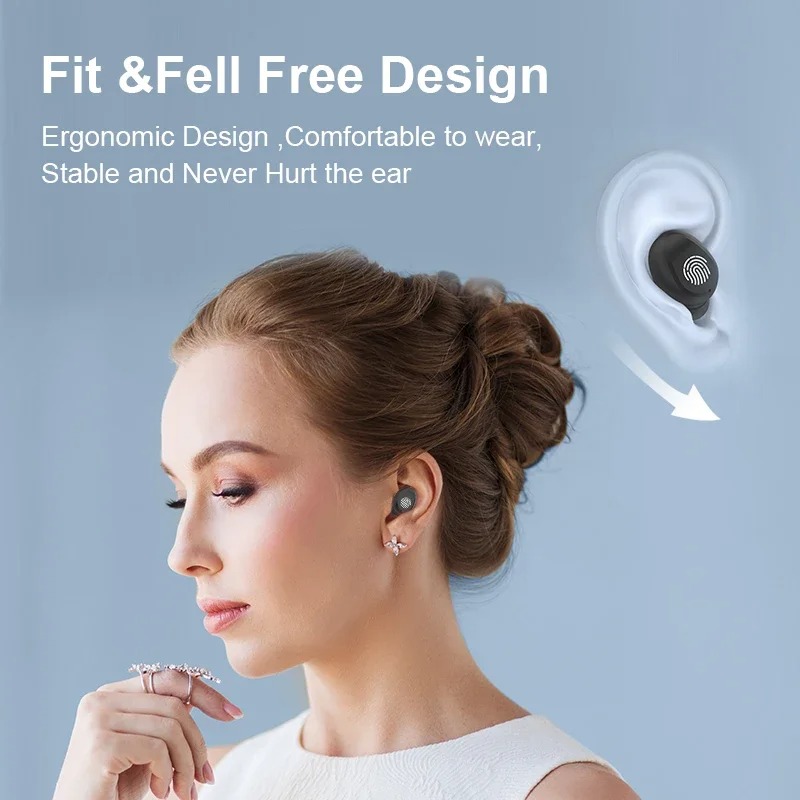 Fit &Fell Free Design
Ergonomic Design ,Comfortable to wear,
Stable and Never Hurt the ear